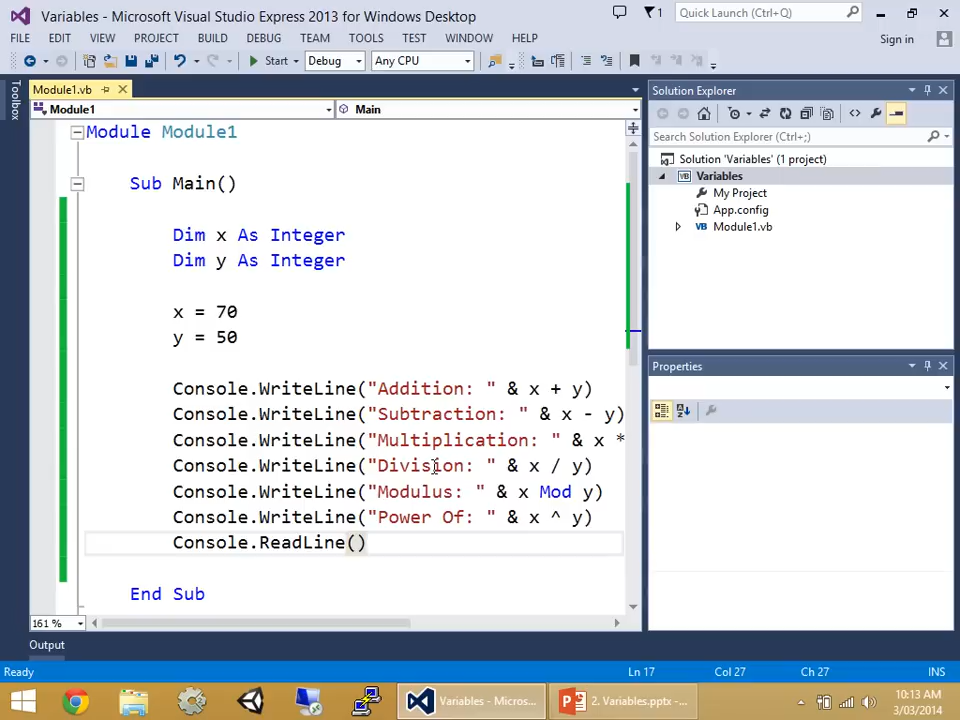 Variables - Microsoft Visual Studio Express 2013 for Windows Desktop
1
Quick Launch (Ctrl+Q)
FILE EDIT VIEW PROJECT BUILD DEBUG TEAM TOOLS TEST WINDOW HELP
Sign in
Start Debug Any CPU
Toolbox
Module1.vb
Module1
Main
Module Module1
Sub Main()
Dim x As Integer
Dim y As Integer
x = 70
y = 50
Console.WriteLine("Addition: " & x + y)
Console.WriteLine("Subtraction: " & x - y)
Console.WriteLine("Multiplication: " & x *
Console.WriteLine("Division: " & x / y)
Console.WriteLine("Modulus: " & x Mod y)
Console.WriteLine("Power Of: " & x ^ y)
Console.ReadLine()
End Sub
161 %
Solution Explorer
Search Solution Explorer (Ctrl+;)
Solution 'Variables' (1 project)
VB Variables
My Project
App.config
VB Module1.vb
Properties
Output
Ready
Ln 17 Col 27 Ch 27 INS
Variables - Micros...
2. Variables.pptx - ...
10:13 AM
3/03/2014